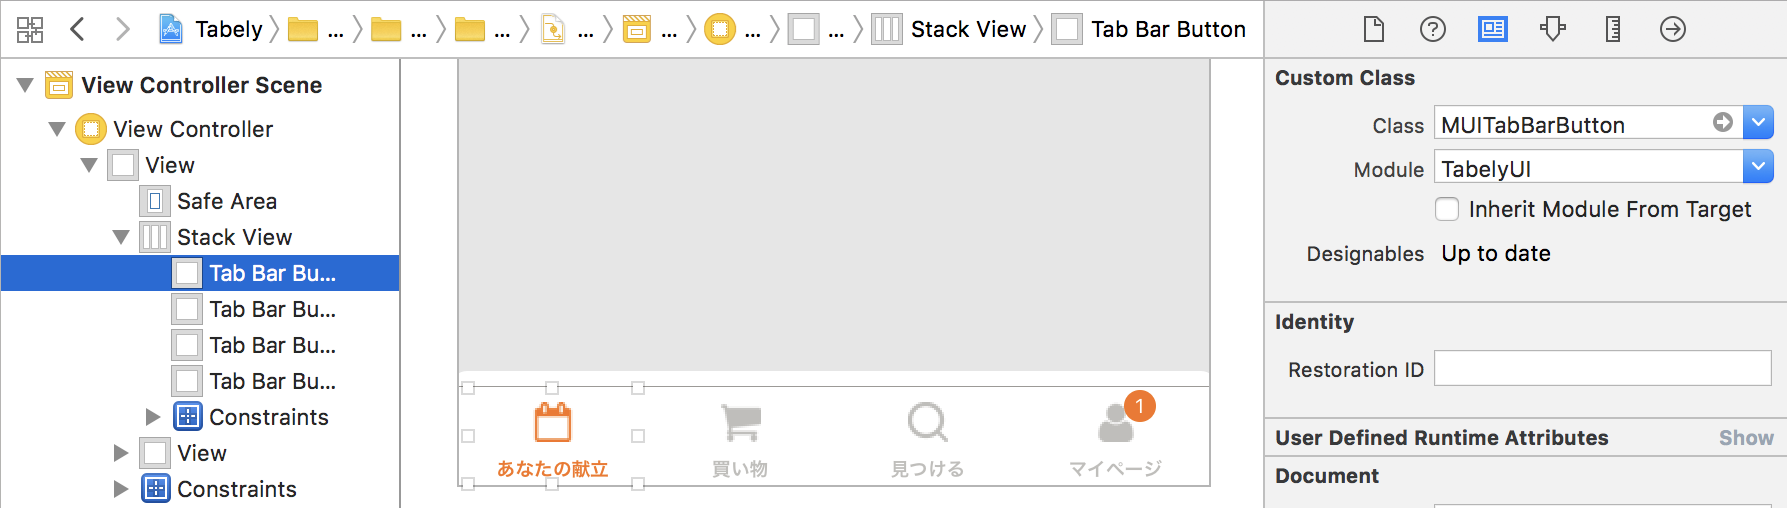 Tabely ... ... ... ... ... ... ... Stack View Tab Bar Button
View Controller Scene
View Controller
View
Safe Area
Stack View
Tab Bar Bu...
Tab Bar Bu...
Tab Bar Bu...
Tab Bar Bu...
Constraints
View
Constraints
1
あなたの献立 買い物 見つける マイページ
Custom Class
Class MUITabBarButton
Module TabelyUI
Inherit Module From Target
Designables Up to date
Identity
Restoration ID
User Defined Runtime Attributes Show
Document